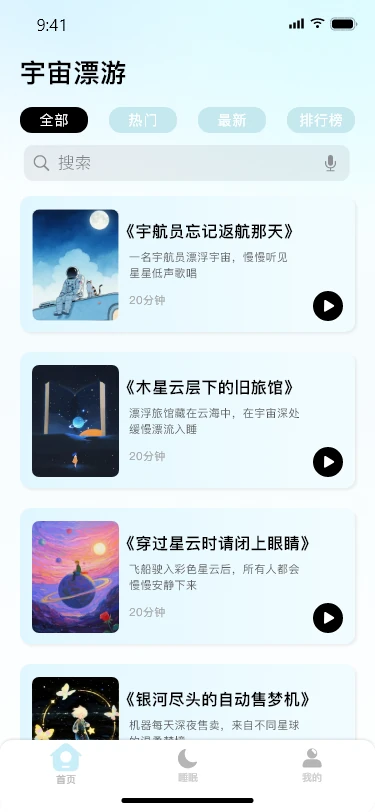 9:41
宇宙漂游
全部
热门
最新
排行榜
搜索
《宇航员忘记返航那天》
一名宇航员漂浮宇宙，慢慢听见
星星低声歌唱
20分钟
《木星云层下的旧旅馆》
漂浮旅馆藏在云海中，在宇宙深处
缓慢漂流入睡
20分钟
《穿过星云时请闭上眼睛》
飞船驶入彩色星云后，所有人都会
慢慢安静下来
20分钟
《银河尽头的自动售梦机》
机器每天深夜售卖，来自不同星球
首页
睡眠
我的